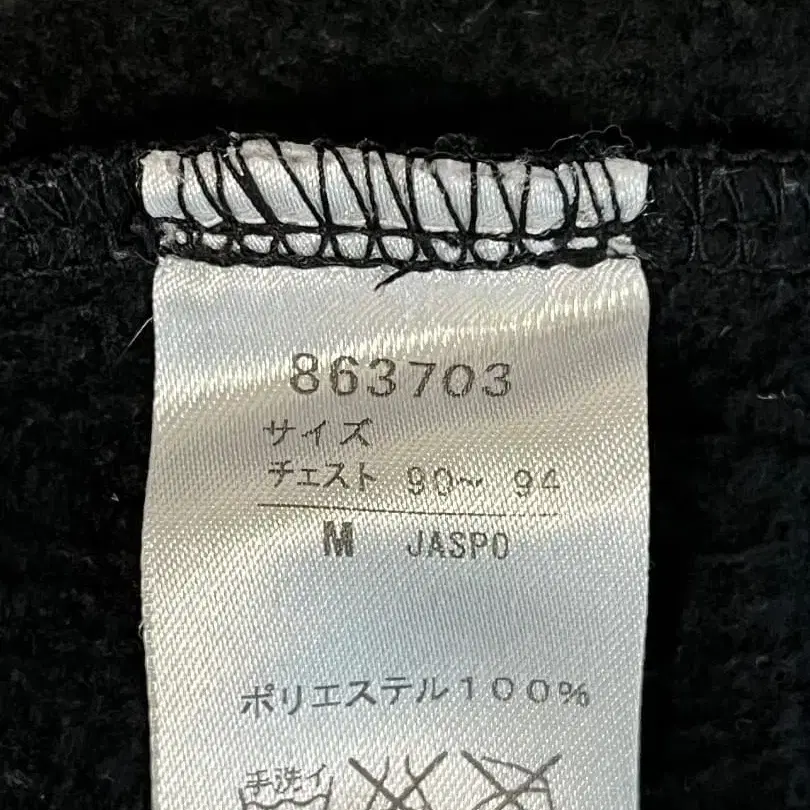 863703
サイズ
チェスト 90~ 94
M JASPO
ポリエステル100%
手洗イ